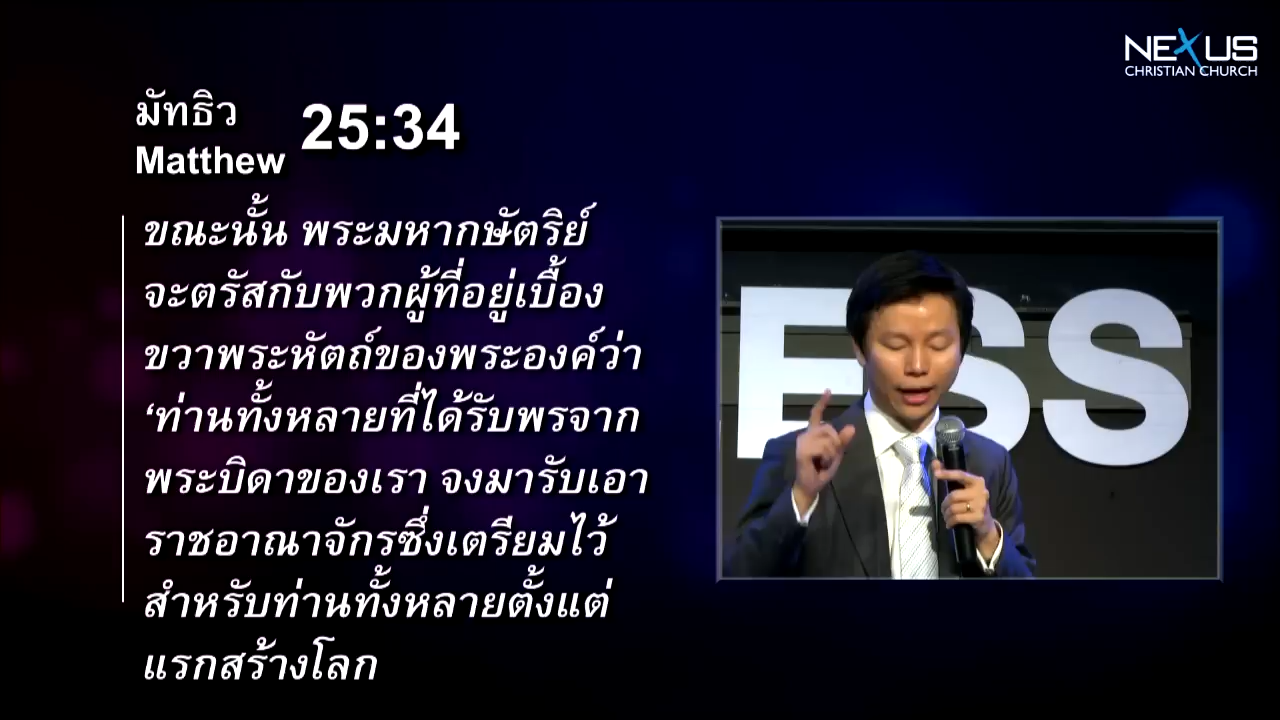 NEXUS
CHRISTIAN CHURCH
มัทธิว
Matthew
25:34
ขณะนั้น พระมหากษัตริย์
จะตรัสกับพวกผู้ที่อยู่เบื้อง
ขวาพระหัตถ์ของพระองค์ว่า
‘ท่านทั้งหลายที่ได้รับพรจาก
พระบิดาของเรา จงมารับเอา
ราชอาณาจักรซึ่งเตรียมไว้
สำหรับท่านทั้งหลายตั้งแต่
แรกสร้างโลก
ESS